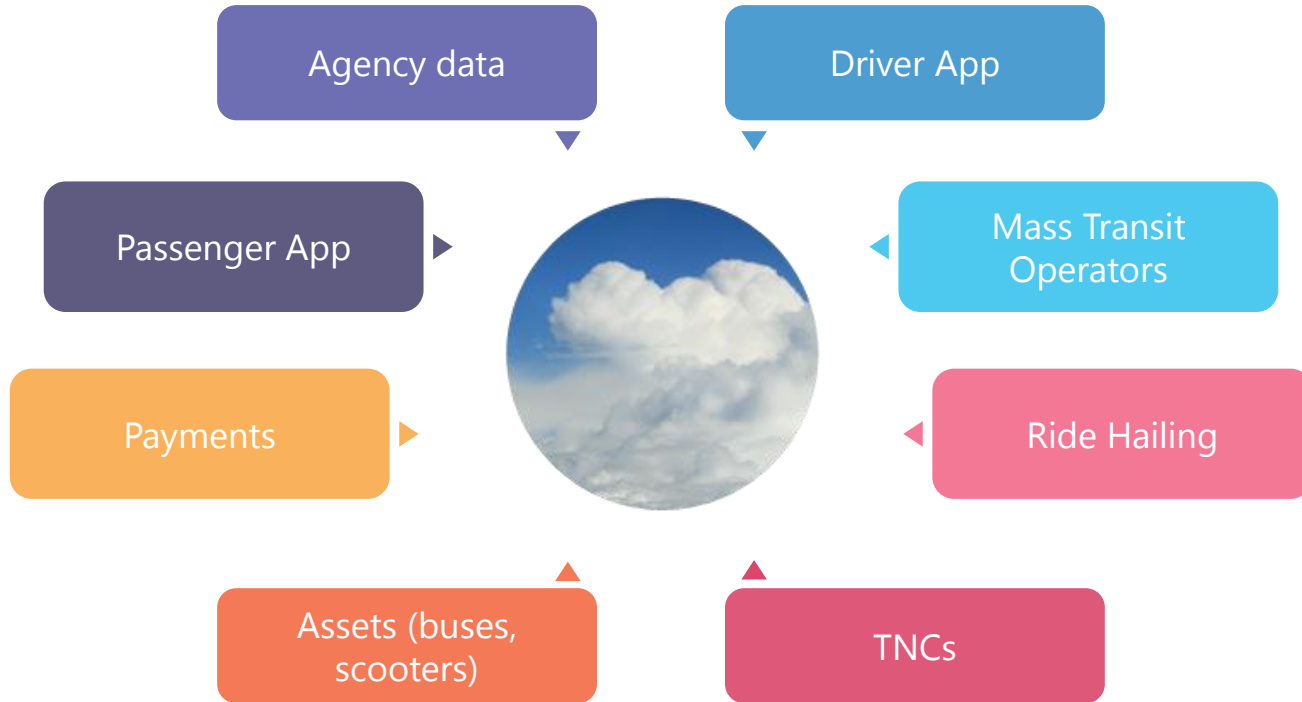 Agency data
Driver App
Passenger App
Mass Transit
Operators
Payments
Ride Hailing
Assets (buses,
scooters)
TNCs